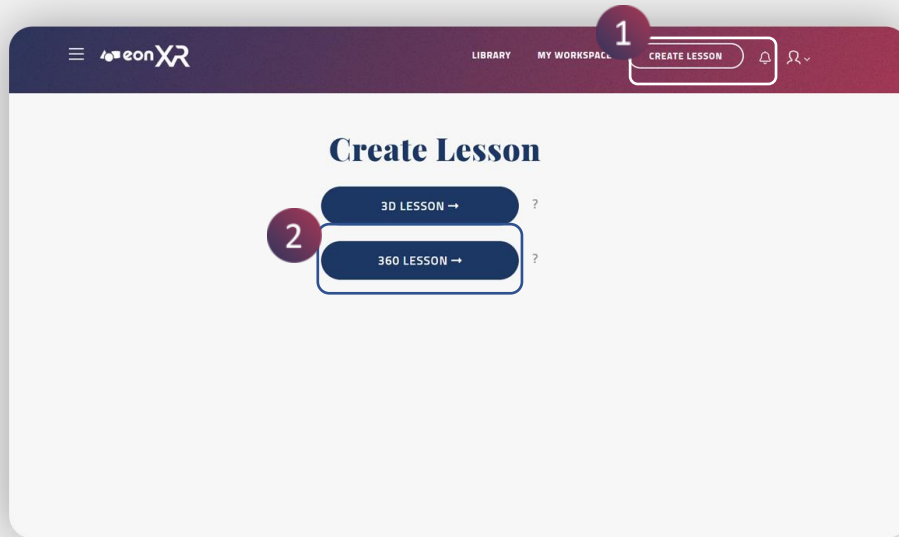 1
eonXR LIBRARY MY WORKSPACE CREATE LESSON
Create Lesson
3D LESSON → ?
2
360 LESSON → ?